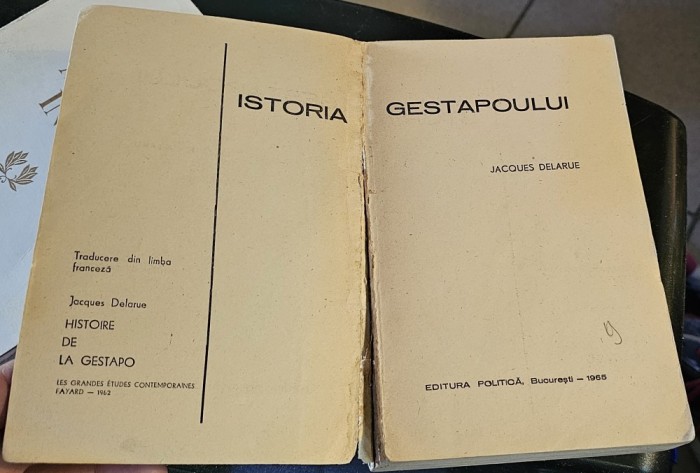 ISTORIA GESTAPOULUI
JACQUES DELARUE
Traducere din limba
franceză
Jacques Delarue
HISTOIRE
DE
LA GESTAPO
LES GRANDES ÉTUDES CONTEMPORAINES
FAYARD — 1962
EDITURA POLITICĂ, Bucureşti — 1965